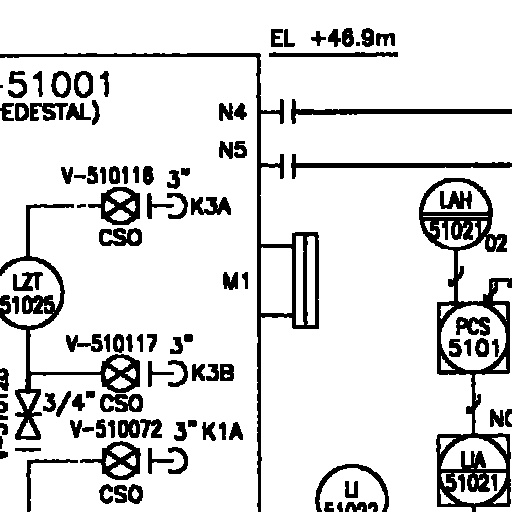 EL +46.9m
-51001
EDESTAL)
N4
N5
V-510116 3"
K3A
CSO
LAH
51021
02
LZT
51025
M1
PCS
5101
V-510117 3"
K3B
3/4" CSO
V-510072 3" K1A
CSO
NO
LIA
51021
LI
51022